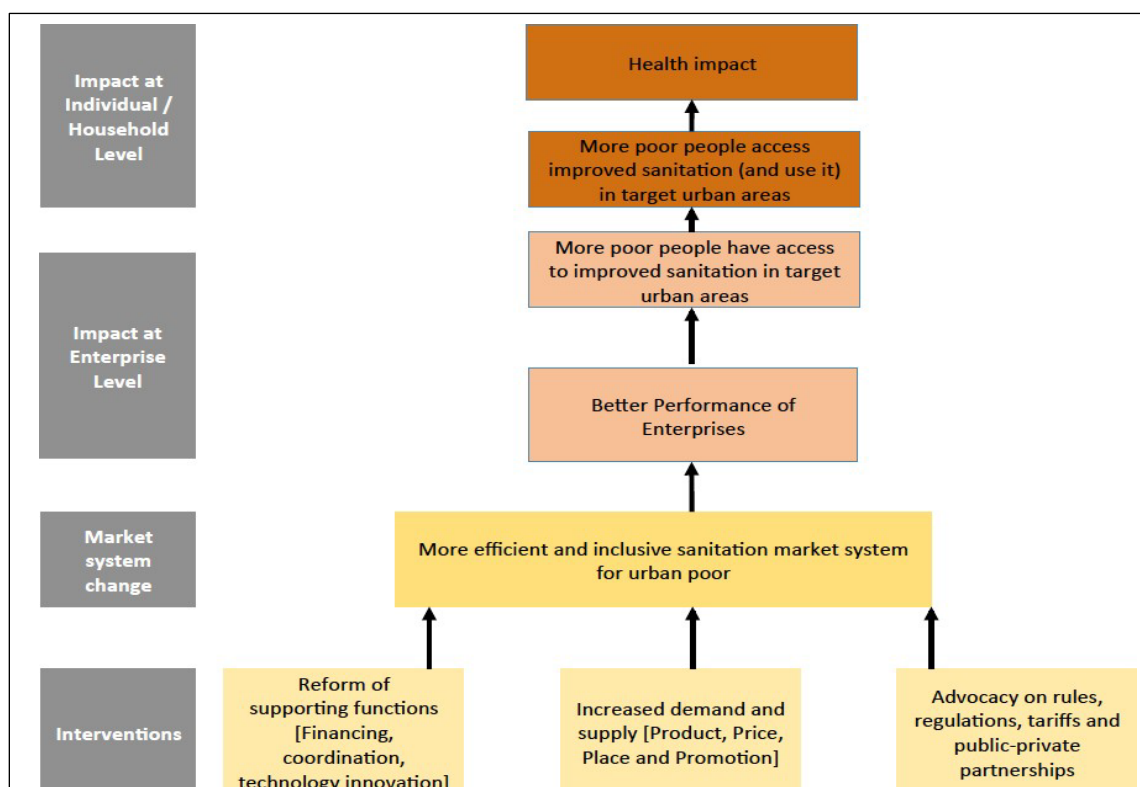 Impact at
Individual /
Household
Level
Health impact
More poor people access
improved sanitation (and use it)
in target urban areas
Impact at
Enterprise
Level
More poor people have access
to improved sanitation in target
urban areas
Better Performance of
Enterprises
Market
system
change
More efficient and inclusive sanitation market system
for urban poor
Interventions
Reform of
supporting functions
[Financing,
coordination,
technology innovation]
Increased demand and
supply [Product, Price,
Place and Promotion]
Advocacy on rules,
regulations, tariffs and
public-private
partnerships